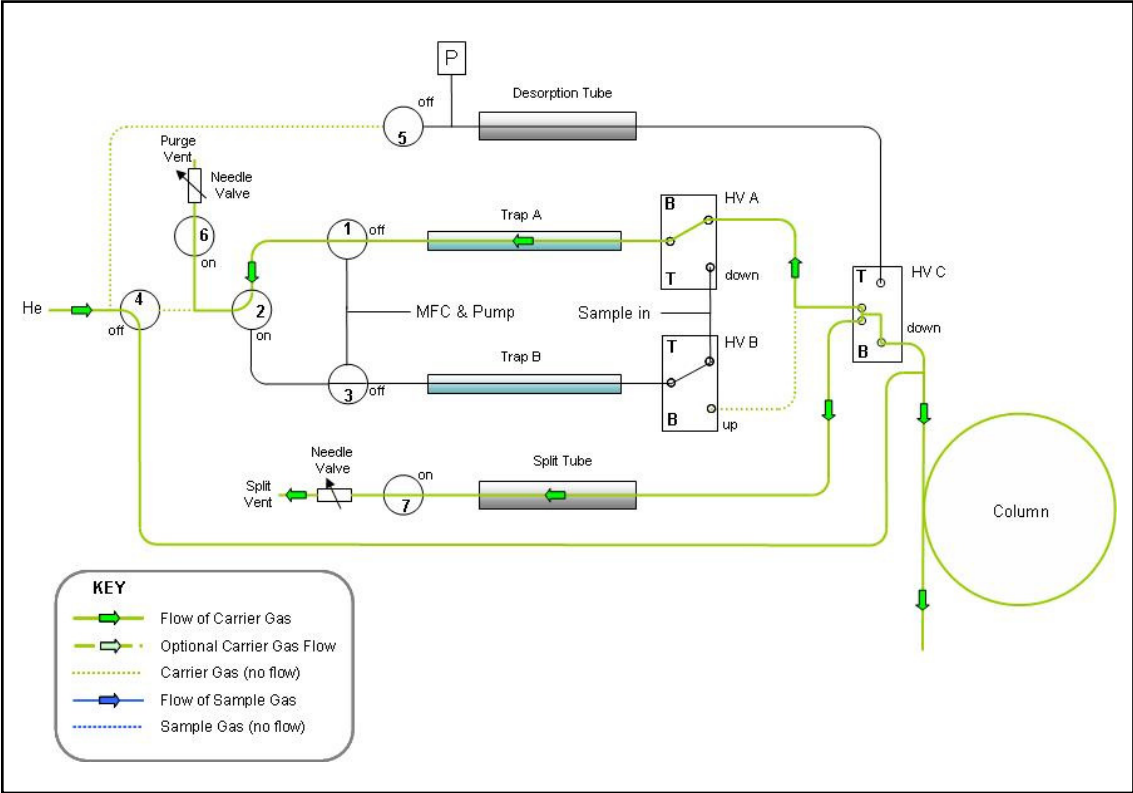 P
off
Desorption Tube
5
Purge
Vent
Needle
Valve
HV A
B
Trap A
1
off
6
on
T
down
HV C
T
He
4
off
2
on
MFC & Pump
Sample in
down
B
HV B
T
Trap B
3
off
B
up
Needle
Valve
on
Split Tube
Split
Vent
7
Column
KEY
Flow of Carrier Gas
Optional Carrier Gas Flow
Carrier Gas (no flow)
Flow of Sample Gas
Sample Gas (no flow)